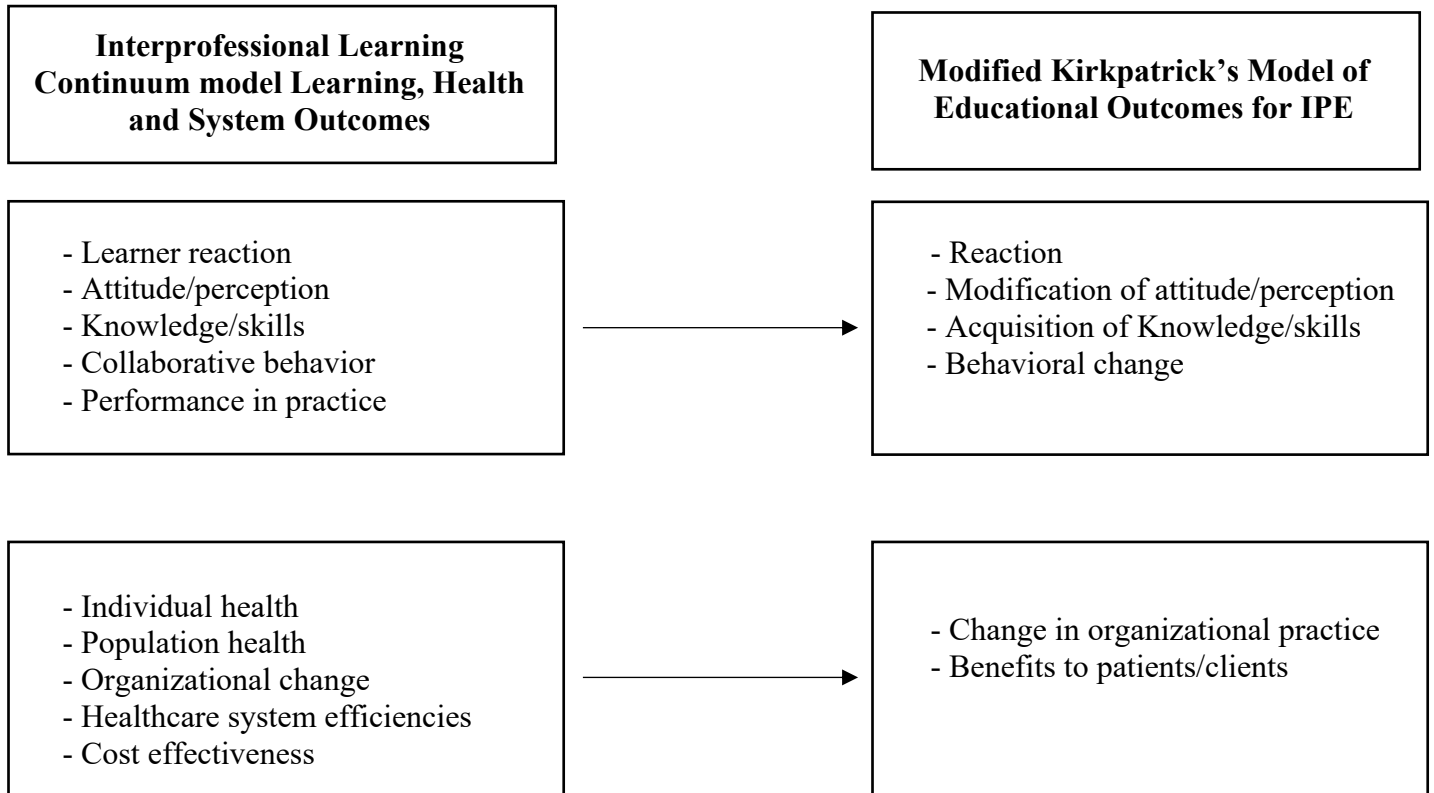 Interprofessional Learning
Continuum model Learning, Health
and System Outcomes
Modified Kirkpatrick's Model of
Educational Outcomes for IPE
- Learner reaction
- Attitude/perception
- Knowledge/skills
- Collaborative behavior
- Performance in practice
- Reaction
- Modification of attitude/perception
- Acquisition of Knowledge/skills
- Behavioral change
- Individual health
- Population health
- Organizational change
- Healthcare system efficiencies
- Cost effectiveness
- Change in organizational practice
- Benefits to patients/clients